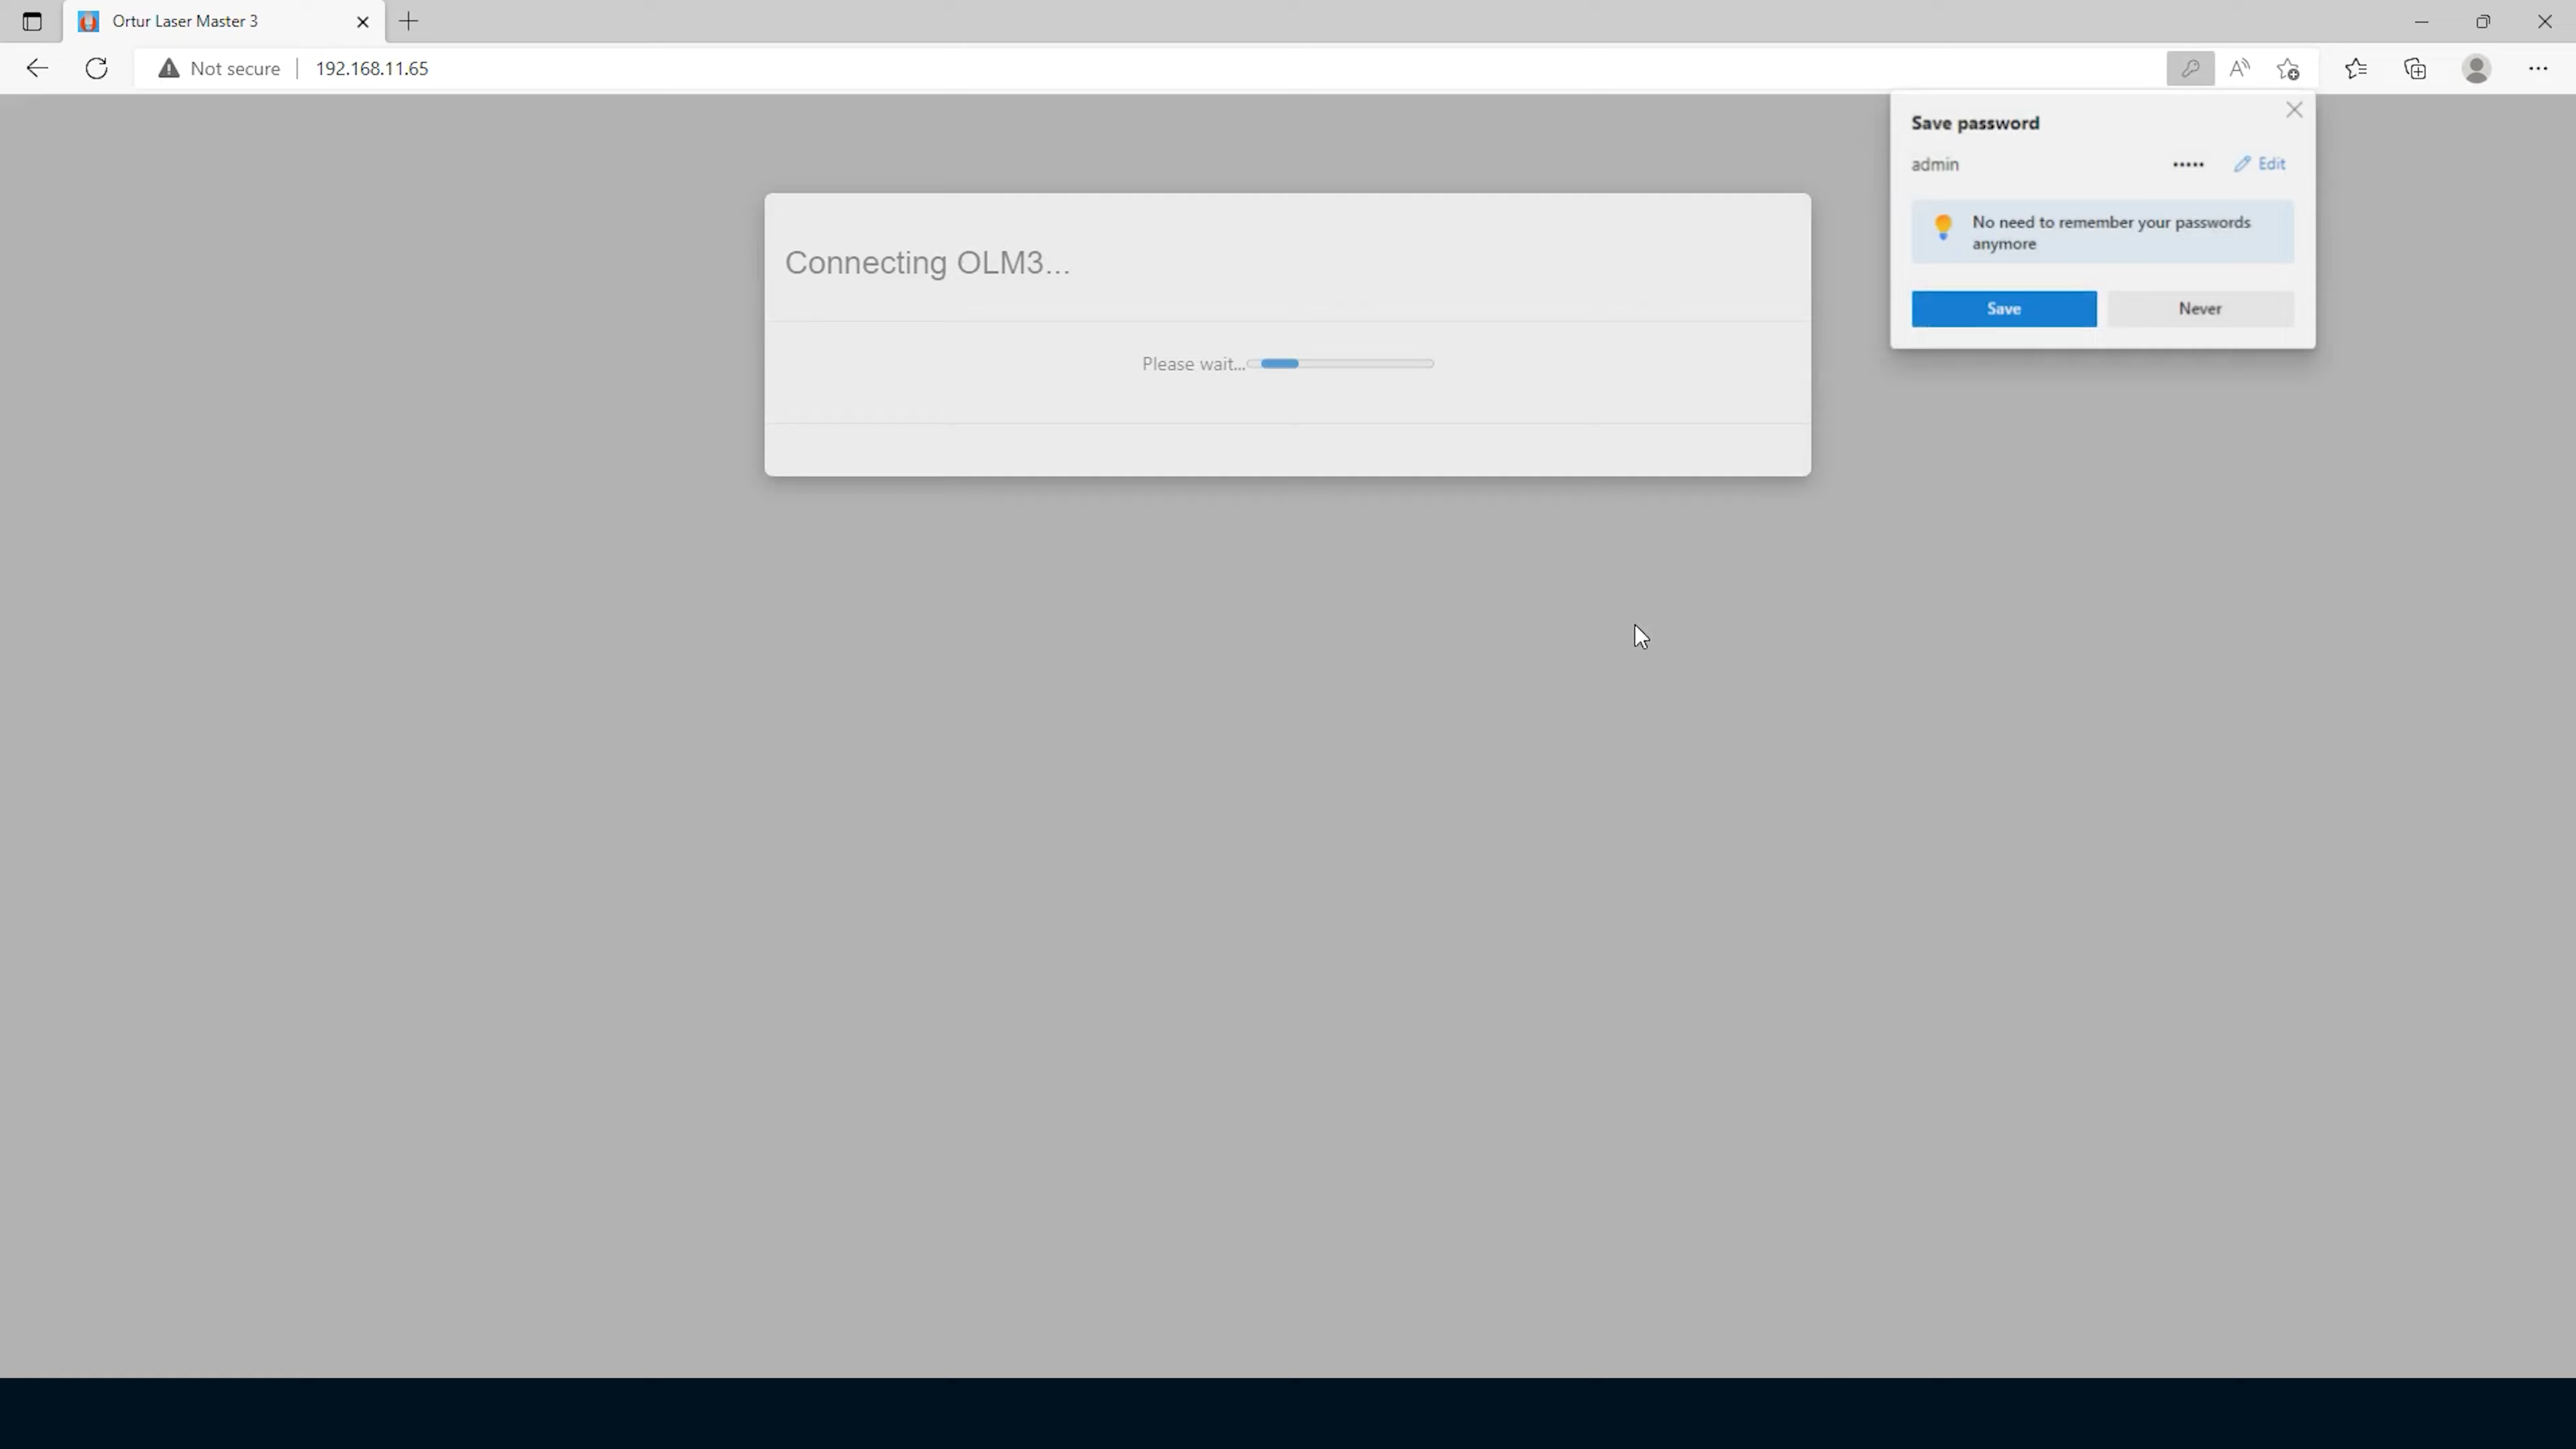 Ortur Laser Master 3
Not secure
192.168.11.65
Save password
admin
•••••
Edit
No need to remember your passwords
anymore
Save
Never
Connecting OLM3...
Please wait...